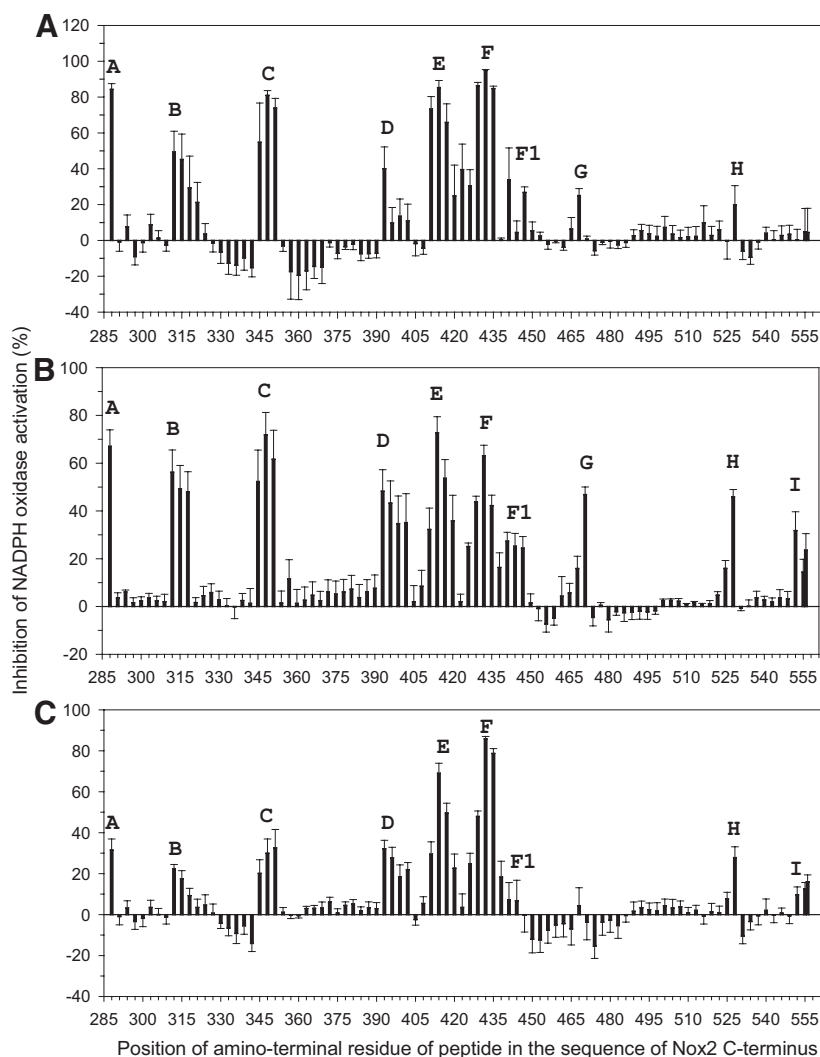 A
120
100
80
60
40
20
0
-20
-40
A B C D E F F1 G H
285 300 315 330 345 360 375 390 405 420 435 450 465 480 495 510 525 540 555
Inhibition of NADPH oxidase activation (%)
B
100
80
60
40
20
0
-20
A B C D E F F1 G H I
285 300 315 330 345 360 375 390 405 420 435 450 465 480 495 510 525 540 555
C
100
80
60
40
20
0
-20
-40
A B C D E F F1 H I
285 300 315 330 345 360 375 390 405 420 435 450 465 480 495 510 525 540 555
Position of amino-terminal residue of peptide in the sequence of Nox2 C-terminus